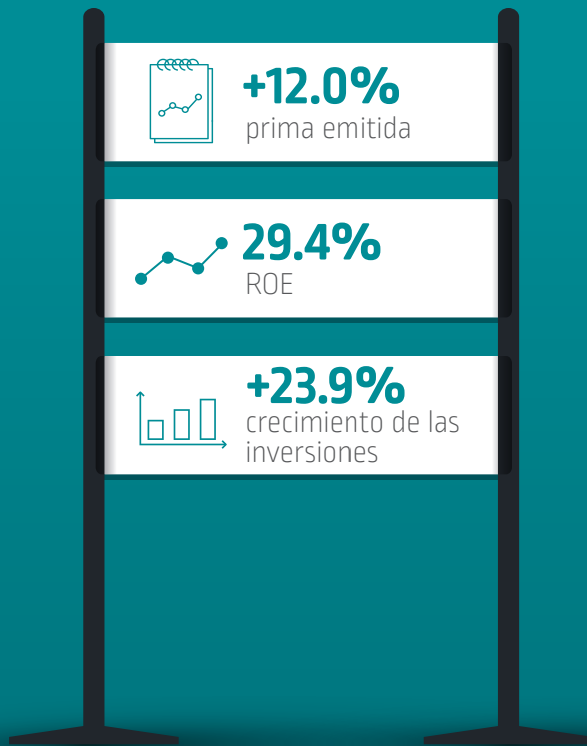 +12.0%
prima emitida
29.4%
ROE
+23.9%
crecimiento de las
inversiones